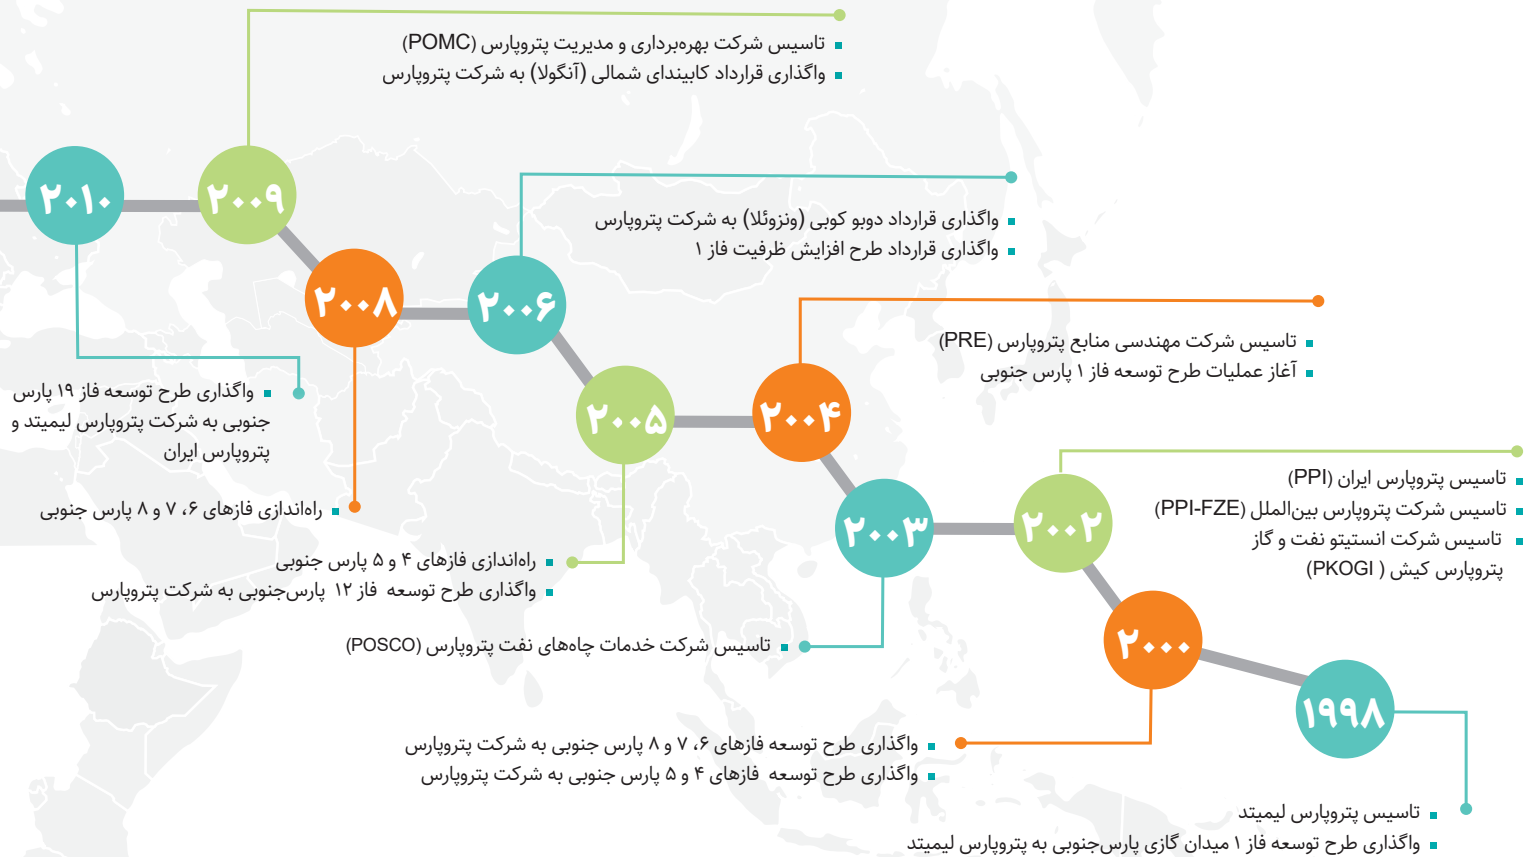 تاسیس شرکت بهره‌برداری و مدیریت پتروپارس (POMC)
واگذاری قرارداد کابیندای شمالی (آنگولا) به شرکت پتروپارس
۲۰۱۰
۲۰۰۹
واگذاری قرارداد دوبو کوبی (ونزوئلا) به شرکت پتروپارس
واگذاری قرارداد طرح افزایش ظرفیت فاز ۱
۲۰۰۸
۲۰۰۶
تاسیس شرکت مهندسی منابع پتروپارس (PRE)
آغاز عملیات طرح توسعه فاز ۱ پارس جنوبی
واگذاری طرح توسعه فاز ۱۹ پارس
جنوبی به شرکت پتروپارس لیمیتد و
پتروپارس ایران
۲۰۰۵
۲۰۰۴
تاسیس پتروپارس ایران (PPI)
تاسیس شرکت پتروپارس بین‌الملل (PPI-FZE)
تاسیس شرکت انستیتو نفت و گاز
پتروپارس کیش ( PKOGI)
راه‌اندازی فازهای ۶، ۷ و ۸ پارس جنوبی
۲۰۰۳
۲۰۰۲
راه‌اندازی فازهای ۴ و ۵ پارس جنوبی
واگذاری طرح توسعه فاز ۱۲ پارس‌جنوبی به شرکت پتروپارس
تاسیس شرکت خدمات چاه‌های نفت پتروپارس (POSCO)
۲۰۰۰
۱۹۹۸
واگذاری طرح توسعه فازهای ۶، ۷ و ۸ پارس جنوبی به شرکت پتروپارس
واگذاری طرح توسعه فازهای ۴ و ۵ پارس جنوبی به شرکت پتروپارس
تاسیس پتروپارس لیمیتد
واگذاری طرح توسعه فاز ۱ میدان گازی پارس‌جنوبی به پتروپارس لیمیتد